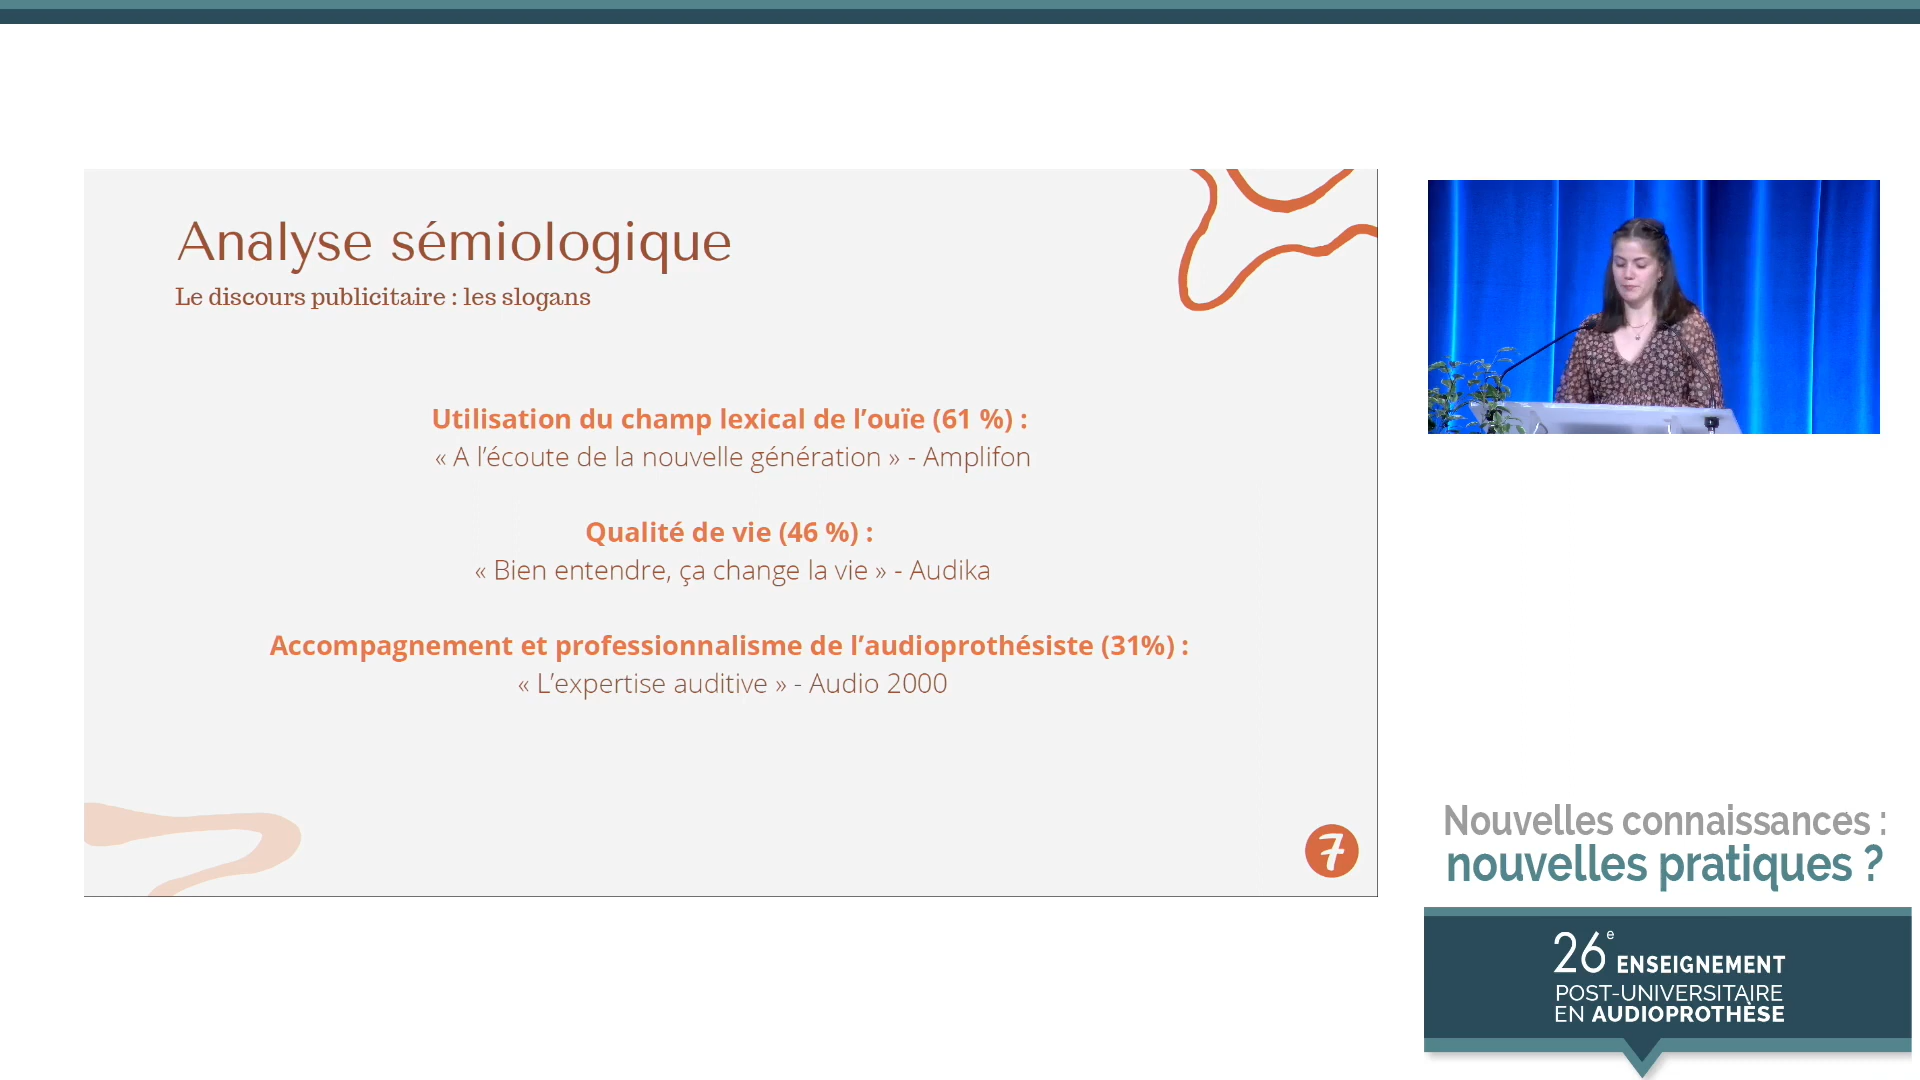 Analyse sémiologique
Le discours publicitaire : les slogans
Utilisation du champ lexical de l’ouïe (61 %) :
« A l’écoute de la nouvelle génération » - Amplifon
Qualité de vie (46 %) :
« Bien entendre, ça change la vie » - Audika
Accompagnement et professionnalisme de l’audioprothésiste (31%) :
« L’expertise auditive » - Audio 2000
7
Nouvelles connaissances :
nouvelles pratiques ?
26e ENSEIGNEMENT
POST-UNIVERSITAIRE
EN AUDIOPROTHÈSE